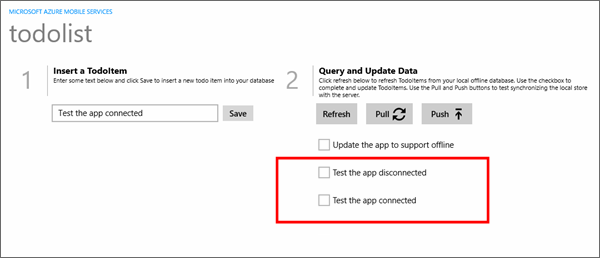 MICROSOFT AZURE MOBILE SERVICES
todolist
1
Insert a TodoItem
Enter some text below and click Save to insert a new todo item into your database
Test the app connected
Save
2
Query and Update Data
Click refresh below to refresh TodoItems from your local offline database. Use the checkbox to
complete and update TodoItems. Use the Pull and Push buttons to test synchronizing the local store
with the server.
Refresh
Pull
Push
Update the app to support offline
Test the app disconnected
Test the app connected